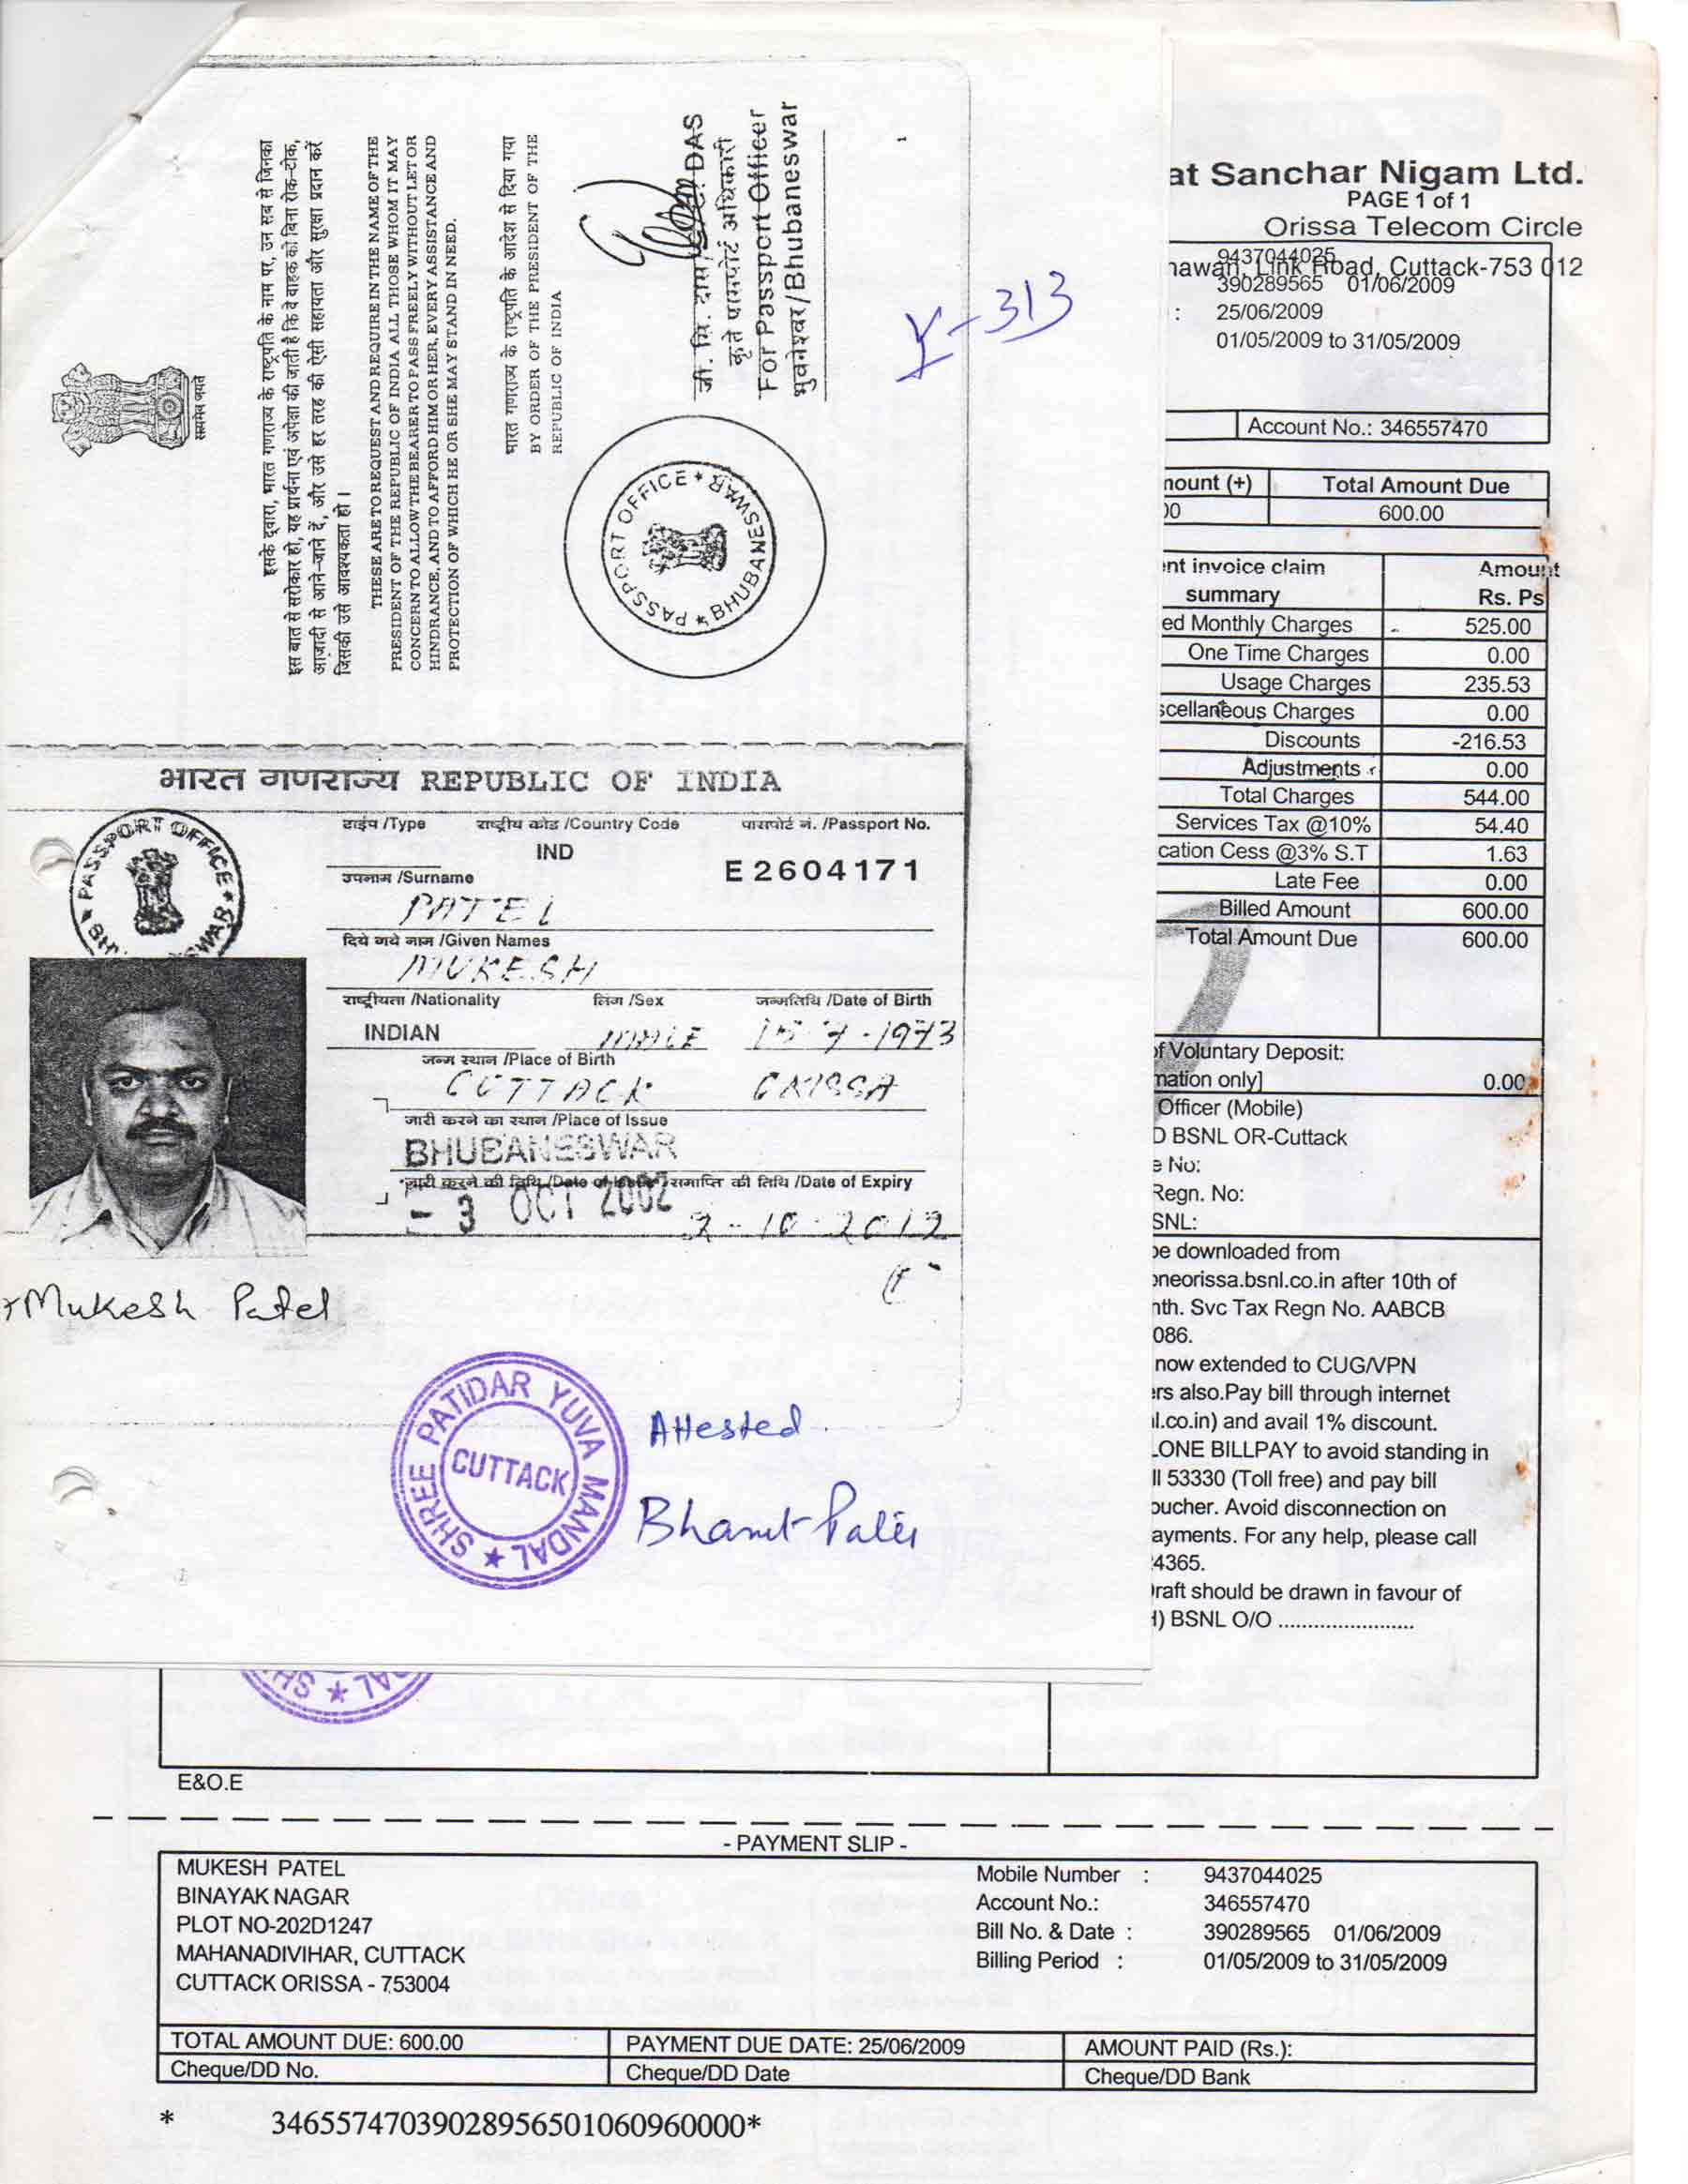 सत्यमेव जयते
इसके द्वारा, भारत गणराज्य के राष्ट्रपति के नाम पर, उन सब से जिनका
इस बात से सरोकार हो, यह प्रार्थना एवं अपेक्षा की जाती है कि वे वाहक को बिना रोक-टोक,
आज़ादी से आने-जाने दें, और उसे हर तरह की ऐसी सहायता और सुरक्षा प्रदान करें
जिसकी उसे आवश्यकता हो।
THESE ARE TO REQUEST AND REQUIRE IN THE NAME OF THE
PRESIDENT OF THE REPUBLIC OF INDIA ALL THOSE WHOM IT MAY
CONCERN TO ALLOW THE BEARER TO PASS FREELY WITHOUT LET OR
HINDRANCE, AND TO AFFORD HIM OR HER, EVERY ASSISTANCE AND
PROTECTION OF WHICH HE OR SHE MAY STAND IN NEED.
भारत गणराज्य के राष्ट्रपति के आदेश से दिया गया
BY ORDER OF THE PRESIDENT OF THE
REPUBLIC OF INDIA
DAS
कृते पासपोर्ट अधिकारी
For Passport Officer
भुवनेश्वर/Bhubaneswar
PASSPORT OFFICE * BHUBANESWAR *
1
Y-313
भारत गणराज्य REPUBLIC OF INDIA
PASSPORT OFFICE
टाईप /Type राष्ट्रीय कोड /Country Code पासपोर्ट नं. /Passport No.
IND
E 2604171
उपनाम /Surname
PATEL
दिये गये नाम /Given Names
MUKESH
राष्ट्रीयता /Nationality लिंग /Sex जन्मतिथि /Date of Birth
INDIAN MALE 15-7-1973
जन्म स्थान /Place of Birth
CUTTACK ORISSA
जारी करने का स्थान /Place of Issue
BHUBANESWAR
जारी करने की तिथि /Date of Issue समाप्ति की तिथि /Date of Expiry
- 3 OCT 2002 2-10-2012
Mukesh Patel
SHREE PATIDAR YUVA MANDAL *
CUTTACK
Attested
at Sanchar Nigam Ltd.
PAGE 1 of 1
Orissa Telecom Circle
9437044025
Link Road, Cuttack-753 012
390289565 01/06/2009
: 25/06/2009
01/05/2009 to 31/05/2009
Account No.: 346557470
nount (+) Total Amount Due
00 600.00
ent invoice claim Amount
summary Rs. Ps
ed Monthly Charges 525.00
One Time Charges 0.00
Usage Charges 235.53
scellaneous Charges 0.00
Discounts -216.53
Adjustments 0.00
Total Charges 544.00
Services Tax @10% 54.40
cation Cess @3% S.T 1.63
Late Fee 0.00
Billed Amount 600.00
Total Amount Due 600.00
of Voluntary Deposit:
mation only] 0.00
Officer (Mobile)
O BSNL OR-Cuttack
e No:
Regn. No:
SNL:
be downloaded from
oneorissa.bsnl.co.in after 10th of
nth. Svc Tax Regn No. AABCB
086.
now extended to CUG/VPN
ers also.Pay bill through internet
l.co.in) and avail 1% discount.
LONE BILLPAY to avoid standing in
ll 53330 (Toll free) and pay bill
oucher. Avoid disconnection on
ayments. For any help, please call
4365.
raft should be drawn in favour of
H) BSNL O/O ........................
E&O.E
- PAYMENT SLIP -
MUKESH PATEL
BINAYAK NAGAR
PLOT NO-202D1247
MAHANADIVIHAR, CUTTACK
CUTTACK ORISSA - 753004
Mobile Number : 9437044025
Account No.: 346557470
Bill No. & Date : 390289565 01/06/2009
Billing Period : 01/05/2009 to 31/05/2009
TOTAL AMOUNT DUE: 600.00 PAYMENT DUE DATE: 25/06/2009 AMOUNT PAID (Rs.):
Cheque/DD No. Cheque/DD Date Cheque/DD Bank
* 34655747039028956501060960000*